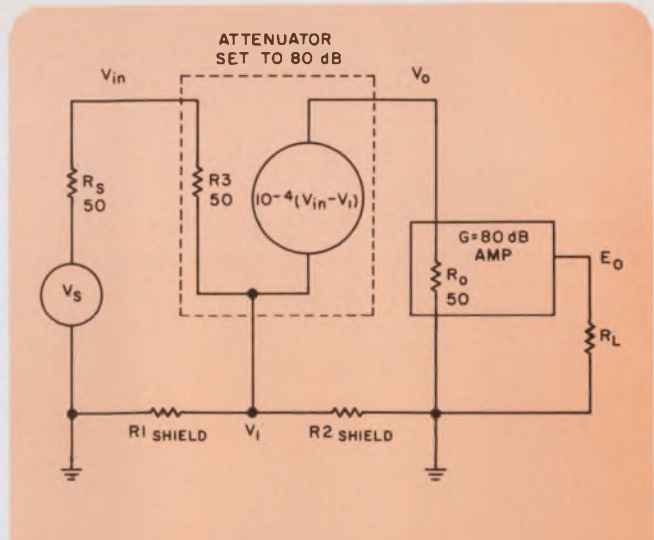 ATTENUATOR
SET TO 80 dB
Vin
Vo
RS
50
R3
50
10-4(Vin-V1)
G=80 dB
AMP
Eo
Ro
50
VS
RL
R1 SHIELD
V1
R2 SHIELD